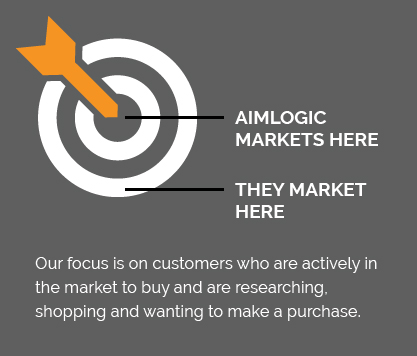 AIMLOGIC
MARKETS HERE
THEY MARKET
HERE
Our focus is on customers who are actively in
the market to buy and are researching,
shopping and wanting to make a purchase.